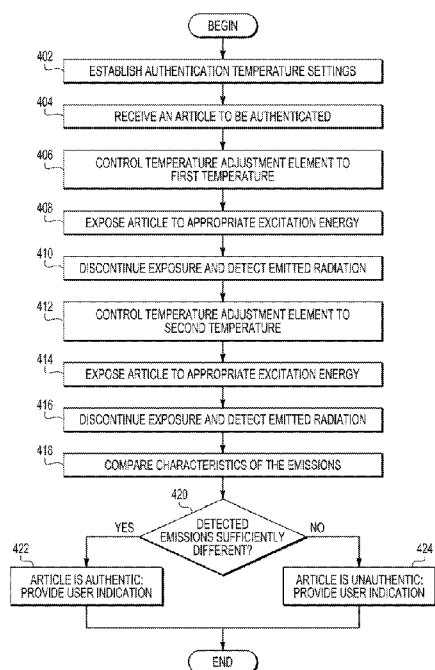 BEGIN
402
ESTABLISH AUTHENTICATION TEMPERATURE SETTINGS
404
RECEIVE AN ARTICLE TO BE AUTHENTICATED
406
CONTROL TEMPERATURE ADJUSTMENT ELEMENT TO
FIRST TEMPERATURE
408
EXPOSE ARTICLE TO APPROPRIATE EXCITATION ENERGY
410
DISCONTINUE EXPOSURE AND DETECT EMITTED RADIATION
412
CONTROL TEMPERATURE ADJUSTMENT ELEMENT TO
SECOND TEMPERATURE
414
EXPOSE ARTICLE TO APPROPRIATE EXCITATION ENERGY
416
DISCONTINUE EXPOSURE AND DETECT EMITTED RADIATION
418
COMPARE CHARACTERISTICS OF THE EMISSIONS
420
DETECTED
EMISSIONS SUFFICIENTLY
DIFFERENT?
YES
NO
422
ARTICLE IS AUTHENTIC:
PROVIDE USER INDICATION
424
ARTICLE IS UNAUTHENTIC:
PROVIDE USER INDICATION
END